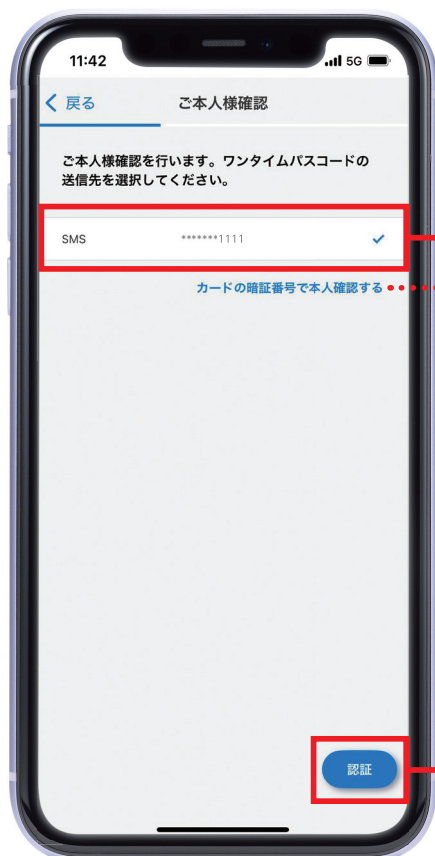 11:42
5G
戻る
ご本人様確認
ご本人様確認を行います。ワンタイムパスコードの
送信先を選択してください。
SMS *******1111
カードの暗証番号で本人確認する
認証